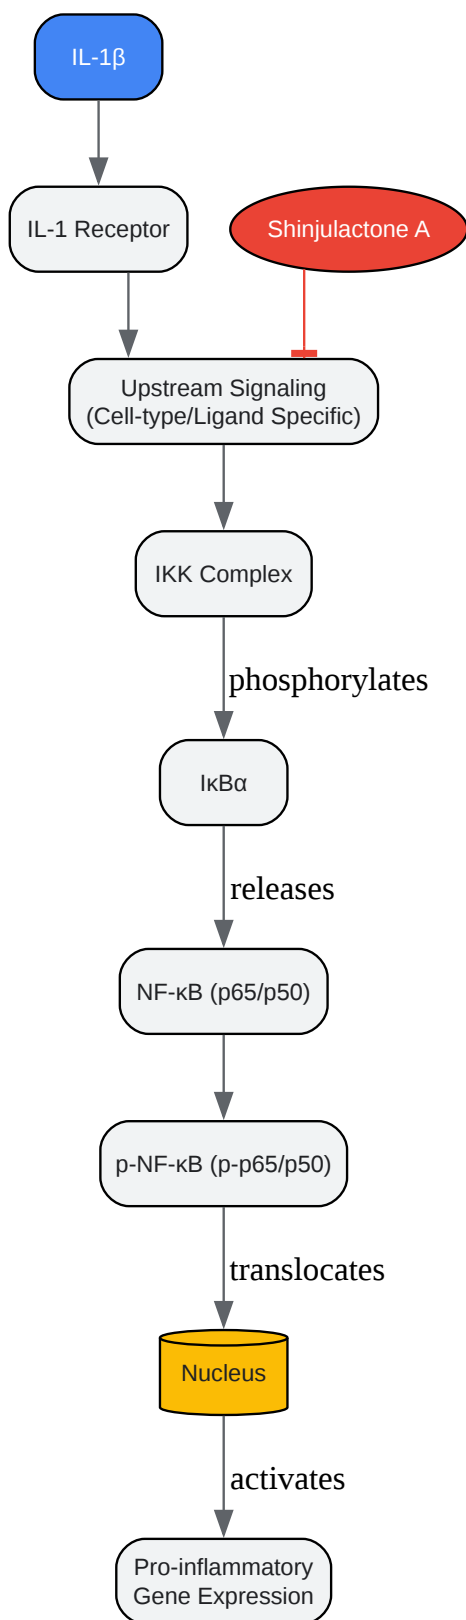 IL-1β
IL-1 Receptor
Shinjulactone A
Upstream Signaling
(Cell-type/Ligand Specific)
IKK Complex
phosphorylates
IκBα
releases
NF-κB (p65/p50)
p-NF-κB (p-p65/p50)
translocates
Nucleus
activates
Pro-inflammatory
Gene Expression